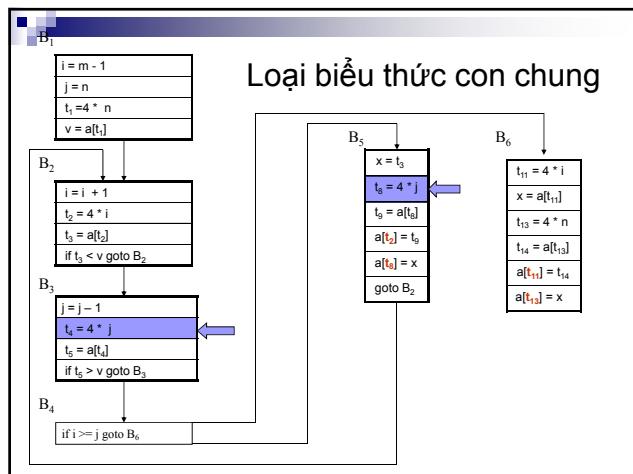 Loại biểu thức con chung
B₁
i = m - 1
j = n
t₁ =4 * n
v = a[t₁]
B₂
i = i + 1
t₂ = 4 * i
t₃ = a[t₂]
if t₃ < v goto B₂
B₃
j = j – 1
t₄ = 4 * j
t₅ = a[t₄]
if t₅ > v goto B₃
B₄
if i >= j goto B₆
B₅
x = t₃
t₈ = 4 * j
t₉ = a[t₈]
a[t₂] = t₉
a[t₈] = x
goto B₂
B₆
t₁₁ = 4 * i
x = a[t₁₁]
t₁₃ = 4 * n
t₁₄ = a[t₁₃]
a[t₁₁] = t₁₄
a[t₁₃] = x